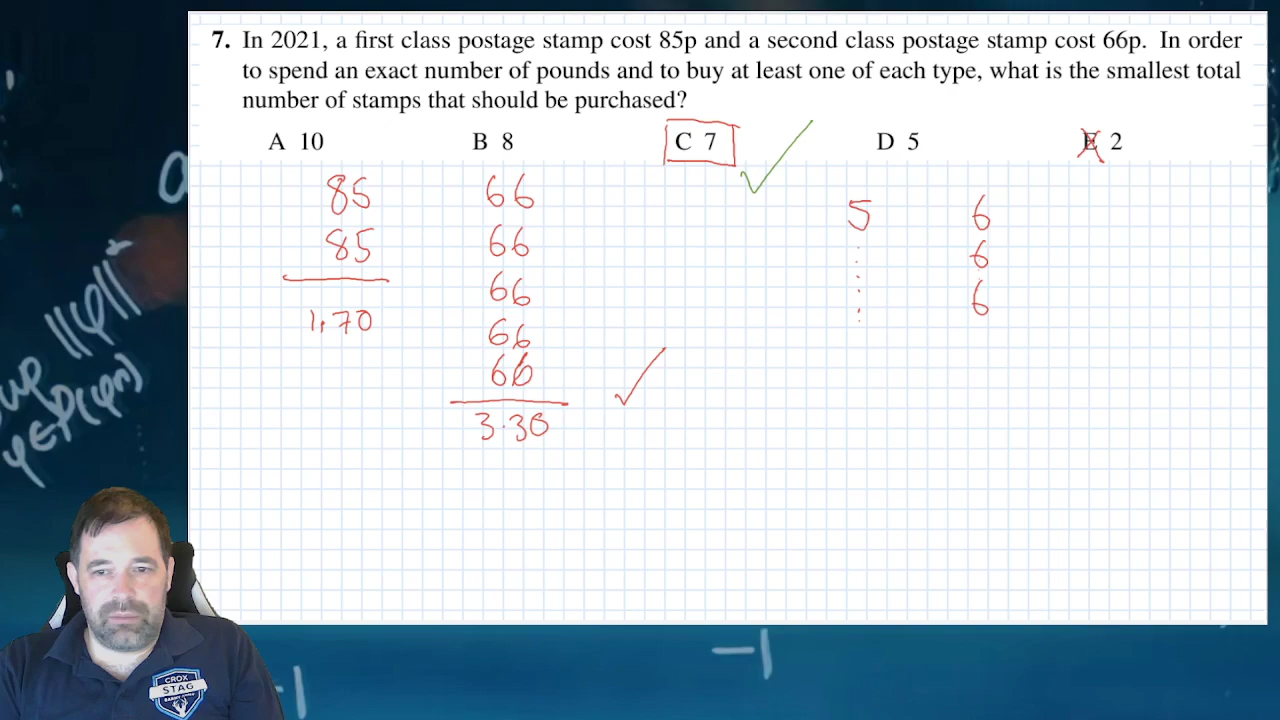 7. In 2021, a first class postage stamp cost 85p and a second class postage stamp cost 66p. In order
to spend an exact number of pounds and to buy at least one of each type, what is the smallest total
number of stamps that should be purchased?
A 10 B 8 C 7 D 5 E 2
85 66 5 6
85 66 6
66 6
1.70 66
66
3.30
||φ||
φ∈P(φn)
-1
-1
CROX
STAG